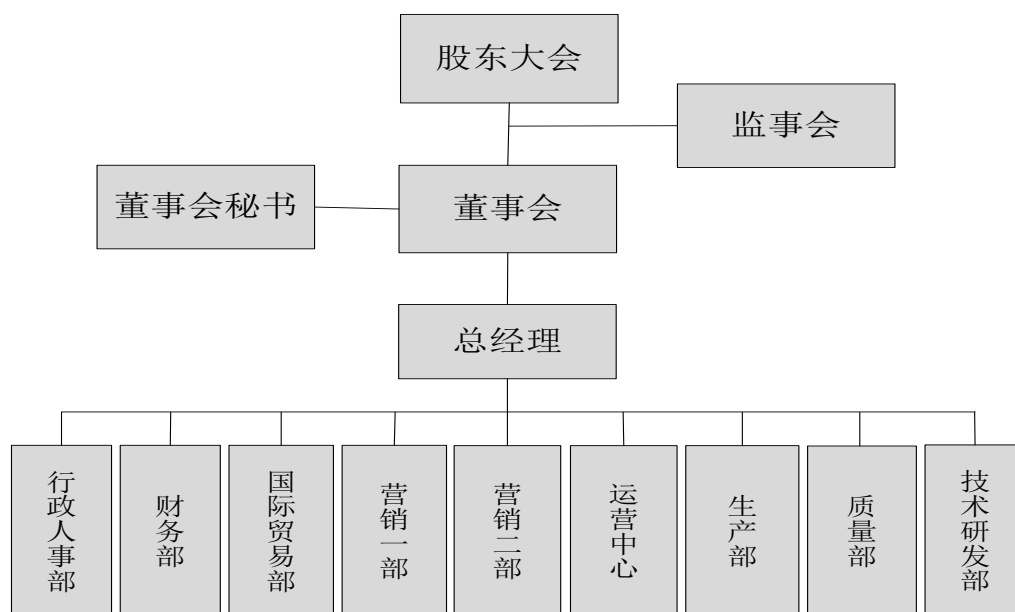 股东大会
监事会
董事会秘书
董事会
总经理
行政人事部
财务部
国际贸易部
营销一部
营销二部
运营中心
生产部
质量部
技术研发部